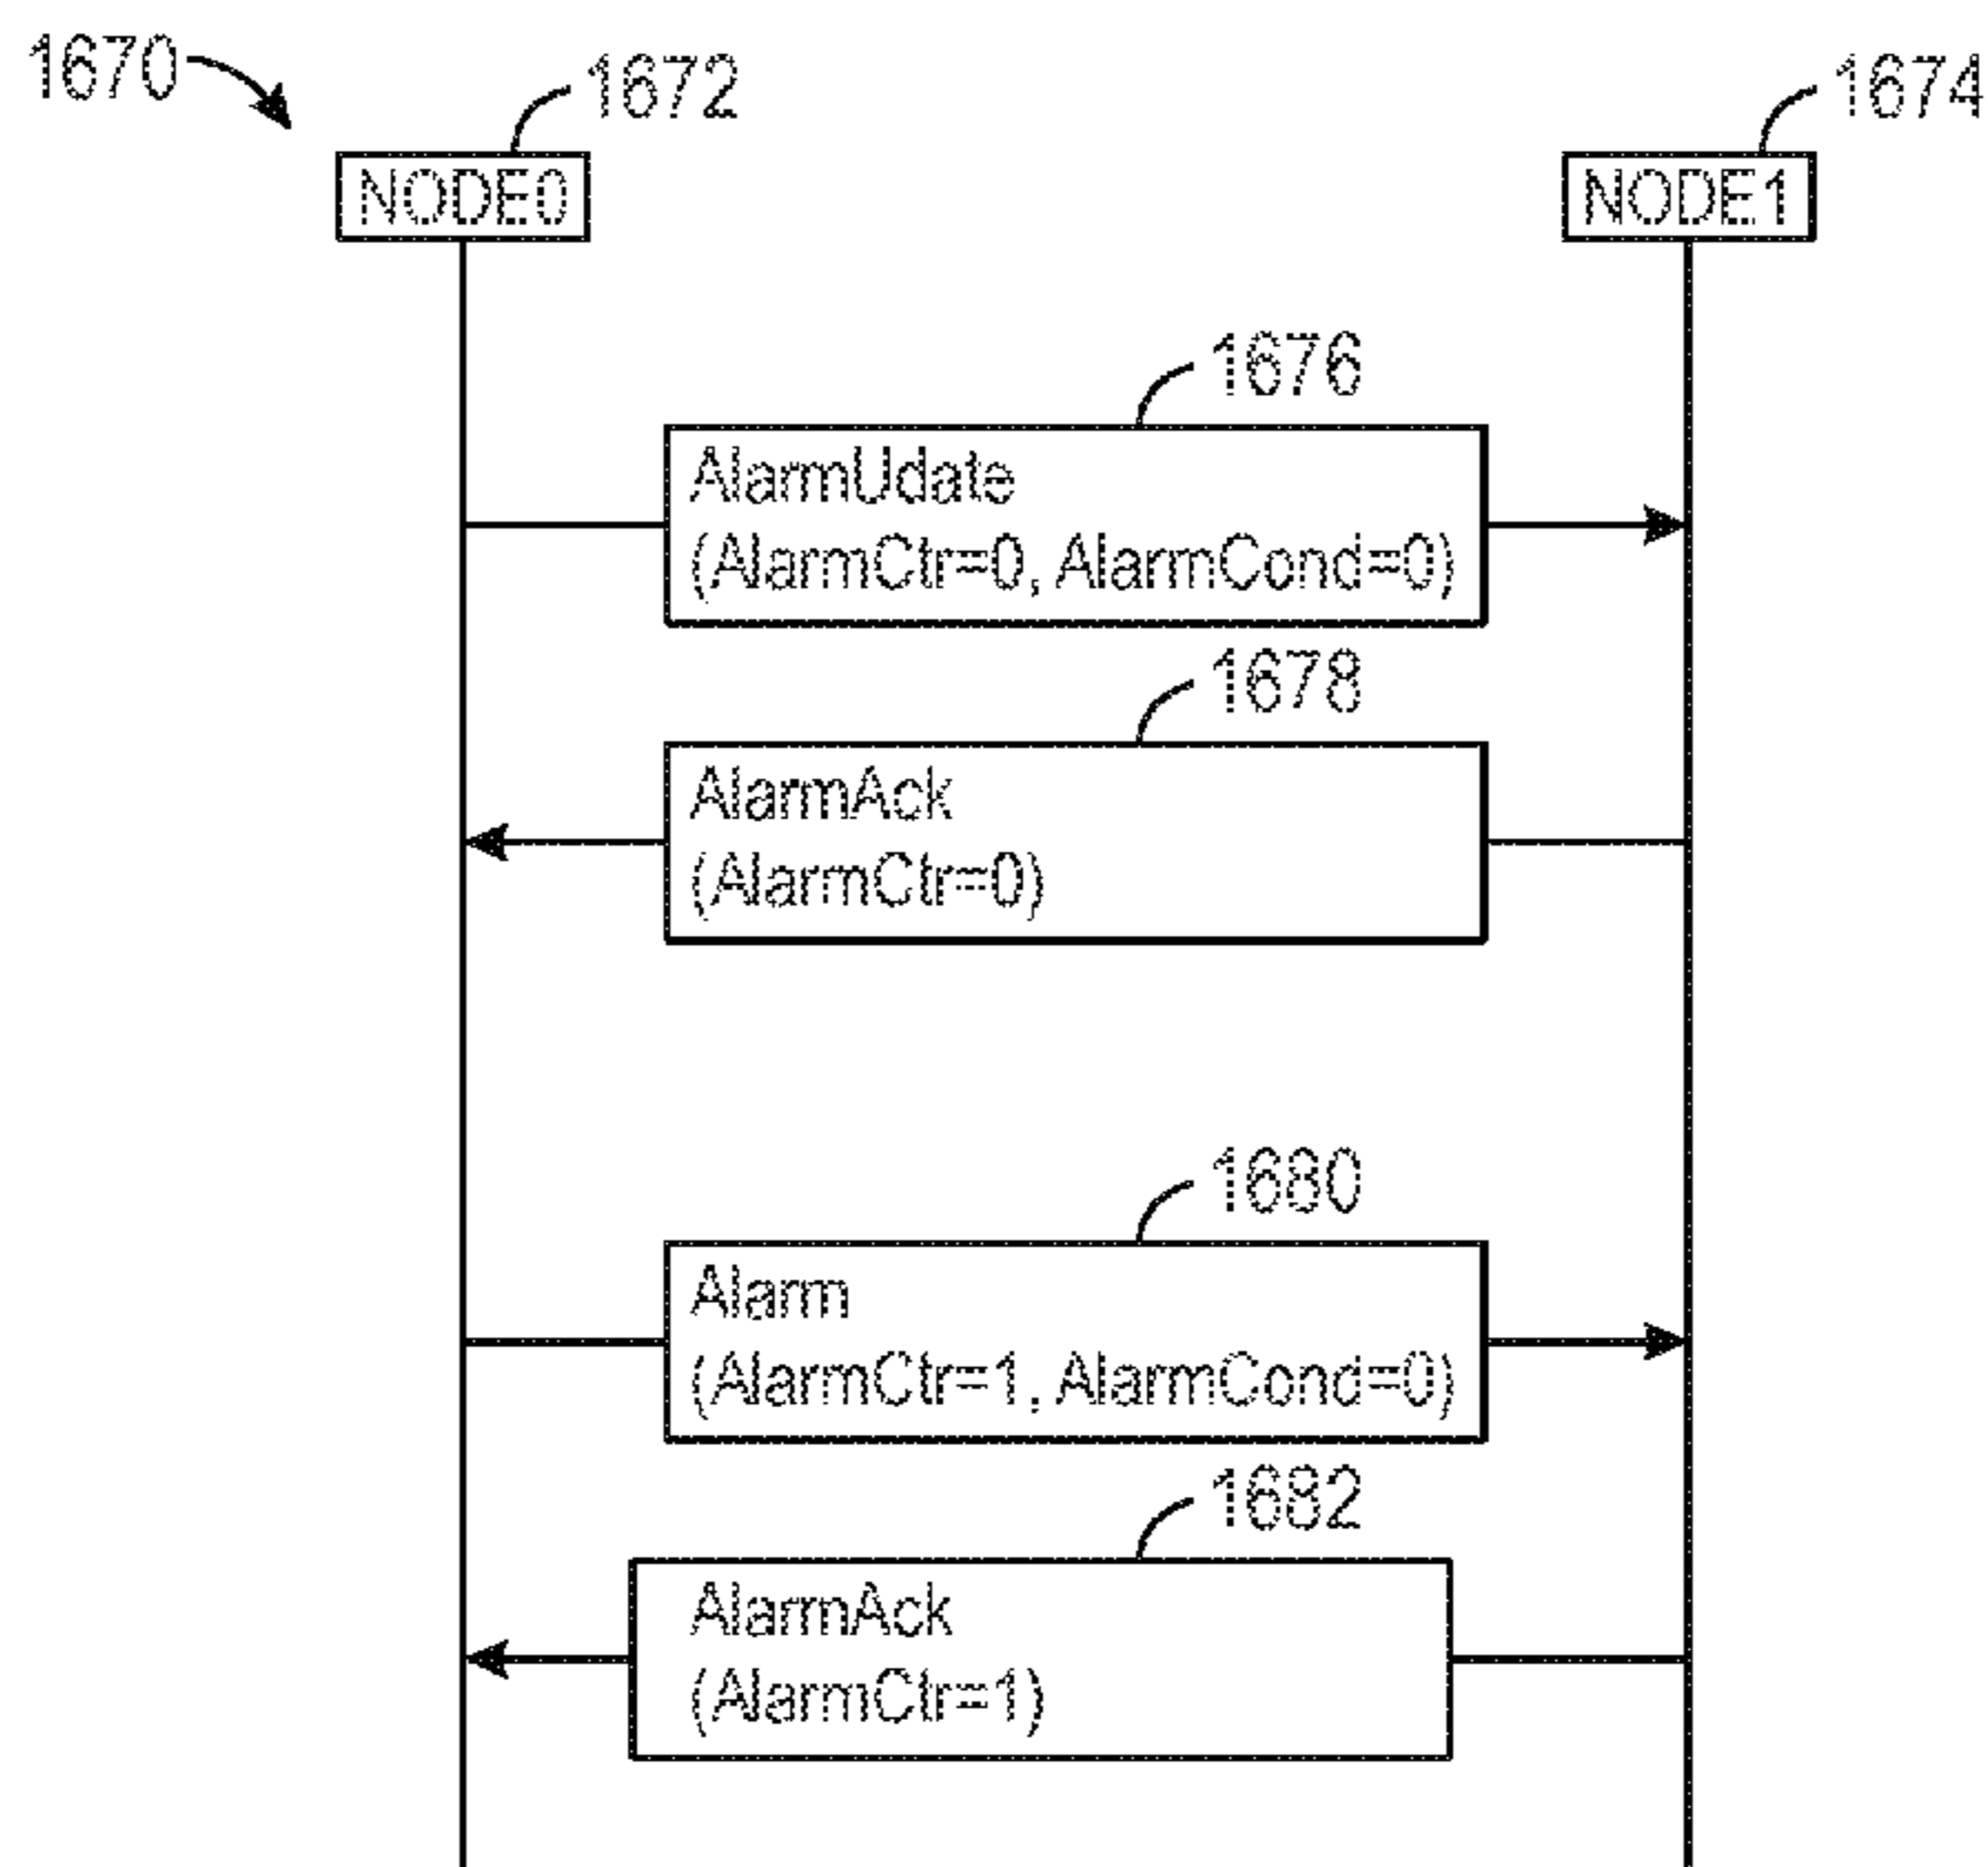 1670
1672
1674
NODE0
NODE1
1676
AlarmUdate
(AlarmCtr=0, AlarmCond=0)
1678
AlarmAck
(AlarmCtr=0)
1680
Alarm
(AlarmCtr=1, AlarmCond=0)
1682
AlarmAck
(AlarmCtr=1)